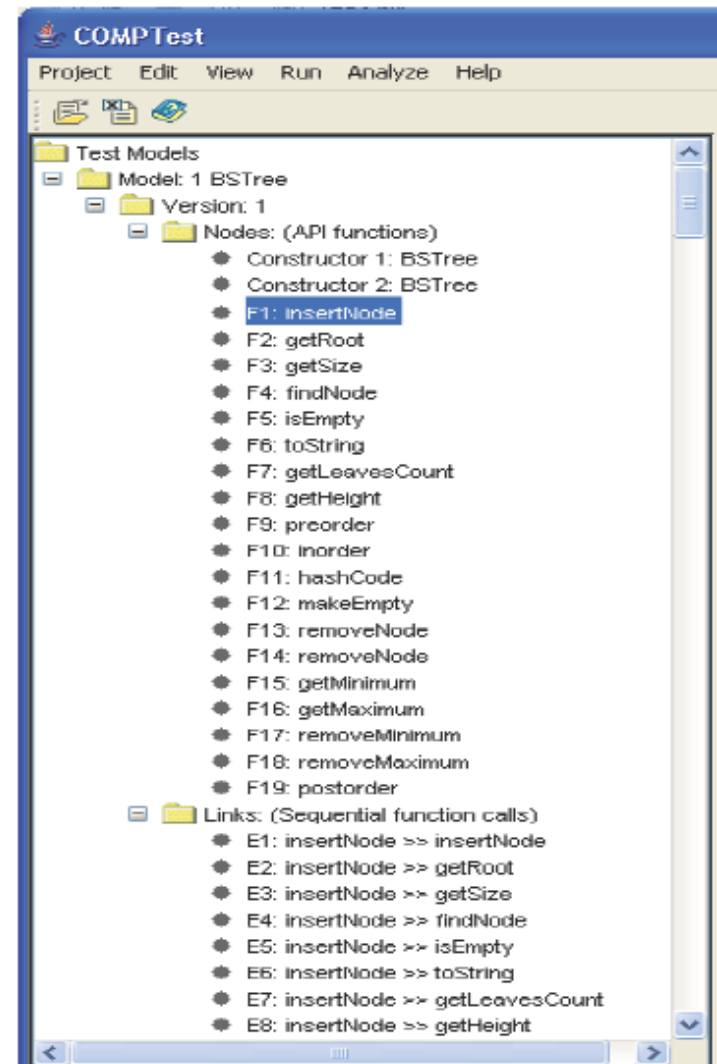 COMPTest
Project Edit View Run Analyze Help
Test Models
Model: 1 BSTree
Version: 1
Nodes: (API functions)
Constructor 1: BSTree
Constructor 2: BSTree
F1: insertNode
F2: getRoot
F3: getSize
F4: findNode
F5: isEmpty
F6: toString
F7: getLeavesCount
F8: getHeight
F9: preorder
F10: inorder
F11: hashCode
F12: makeEmpty
F13: removeNode
F14: removeNode
F15: getMinimum
F16: getMaximum
F17: removeMinimum
F18: removeMaximum
F19: postorder
Links: (Sequential function calls)
E1: insertNode >> insertNode
E2: insertNode >> getRoot
E3: insertNode >> getSize
E4: insertNode >> findNode
E5: insertNode >> isEmpty
E6: insertNode >> toString
E7: insertNode >> getLeavesCount
E8: insertNode >> getHeight